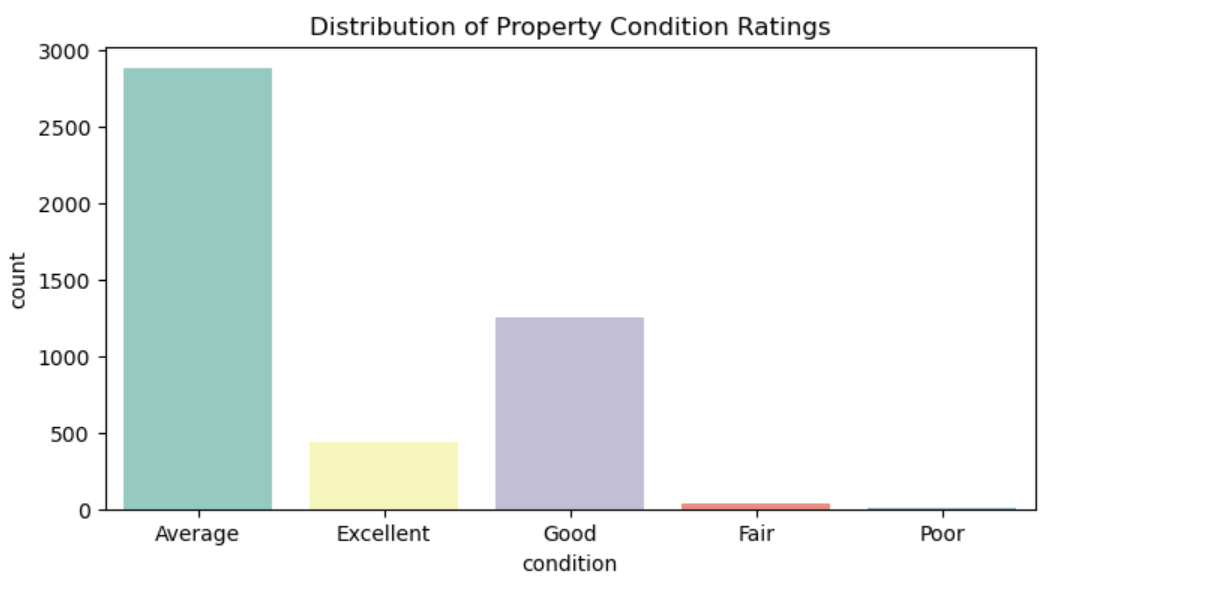 Distribution of Property Condition Ratings
3000
2500
2000
1500
1000
500
0
count
Average Excellent Good Fair Poor
condition